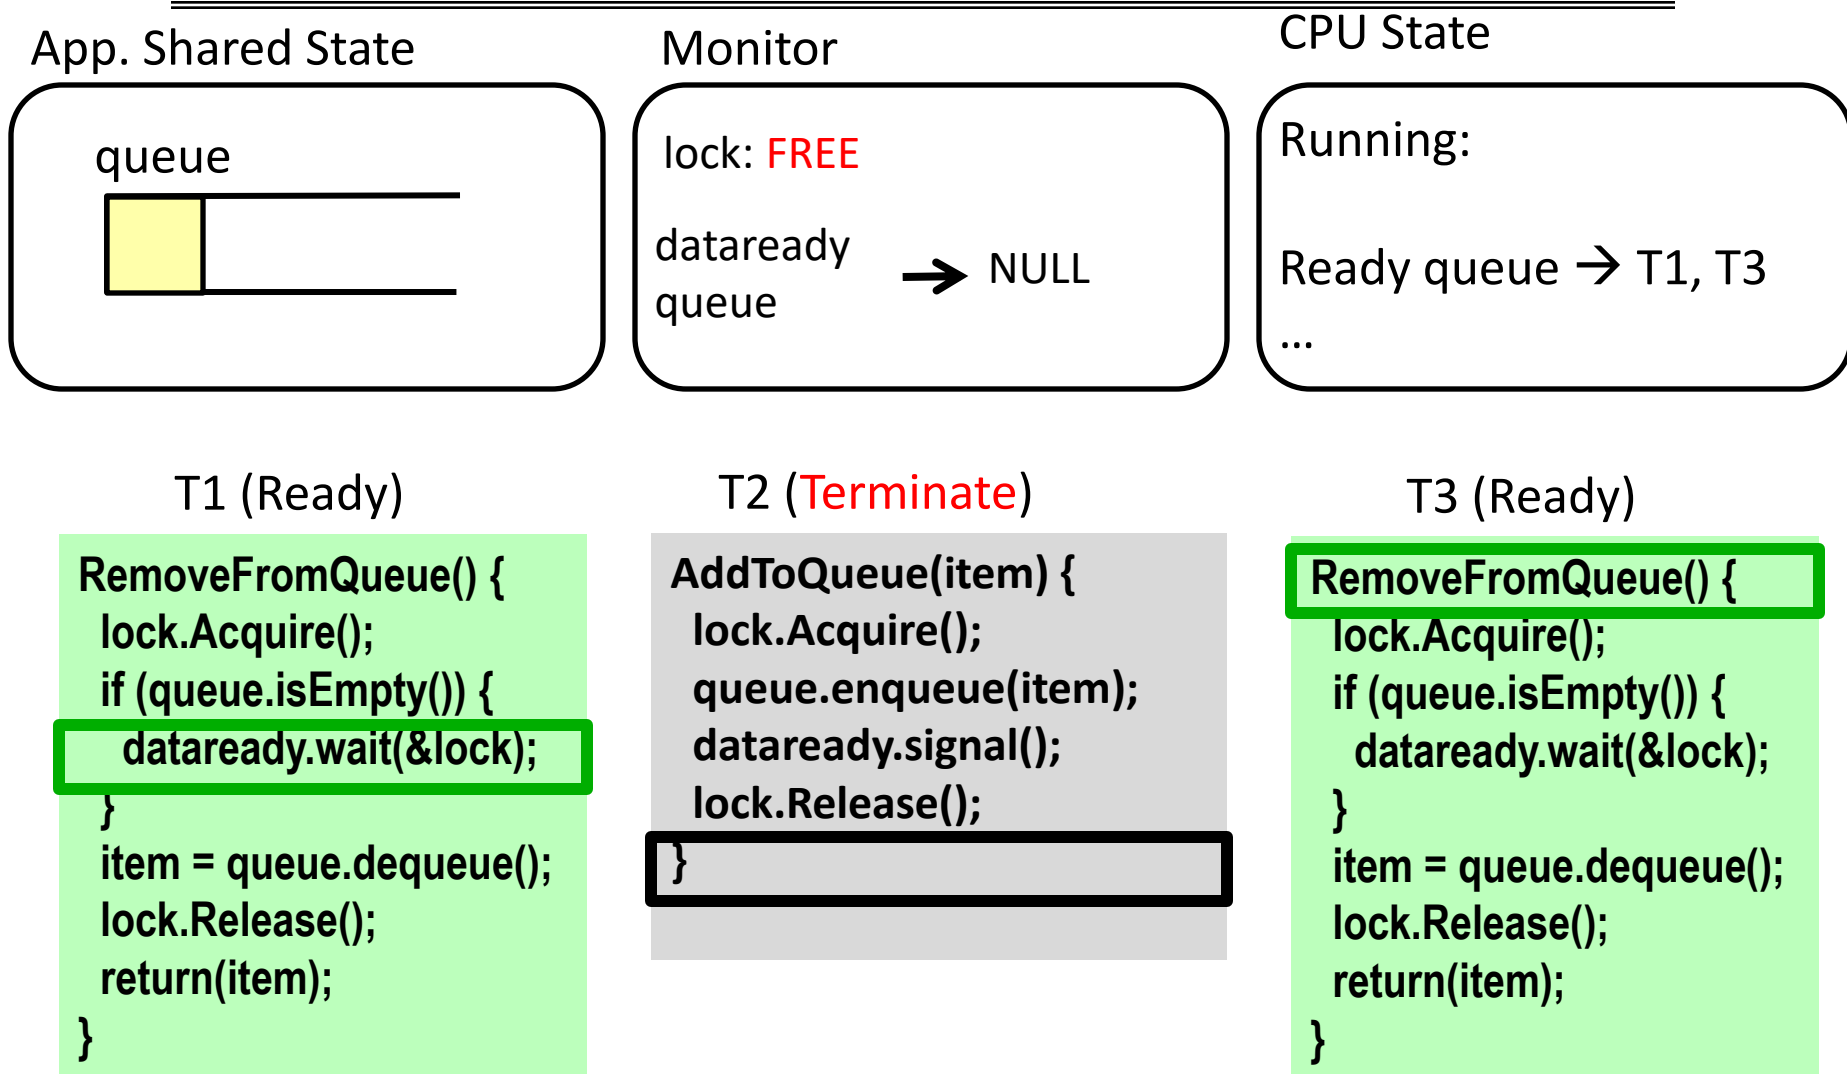 App. Shared State
queue
Monitor
lock: FREE
dataready
queue
→ NULL
CPU State
Running:
Ready queue → T1, T3
...
T1 (Ready)
RemoveFromQueue() {
lock.Acquire();
if (queue.isEmpty()) {
dataready.wait(&lock);
}
item = queue.dequeue();
lock.Release();
return(item);
}
T2 (Terminate)
AddToQueue(item) {
lock.Acquire();
queue.enqueue(item);
dataready.signal();
lock.Release();
}
T3 (Ready)
RemoveFromQueue() {
lock.Acquire();
if (queue.isEmpty()) {
dataready.wait(&lock);
}
item = queue.dequeue();
lock.Release();
return(item);
}